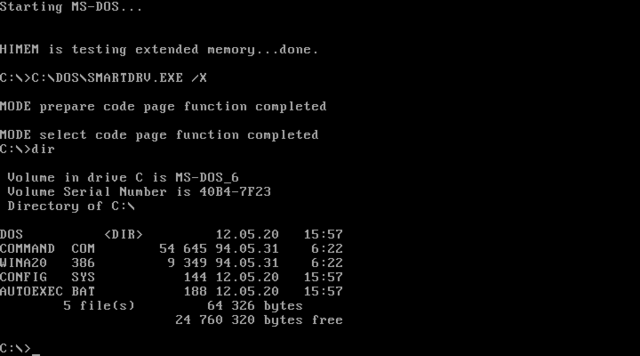 Starting MS-DOS...
HIMEM is testing extended memory...done.
C:\>C:\DOS\SMARTDRV.EXE /X
MODE prepare code page function completed
MODE select code page function completed
C:\>dir
Volume in drive C is MS-DOS_6
Volume Serial Number is 40B4-7F23
Directory of C:\
DOS          <DIR>         12.05.20   15:57
COMMAND  COM        54 645 94.05.31    6:22
WINA20   386         9 349 94.05.31    6:22
CONFIG   SYS           144 12.05.20   15:57
AUTOEXEC BAT           188 12.05.20   15:57
5 file(s)         64 326 bytes
24 760 320 bytes free
C:\>_